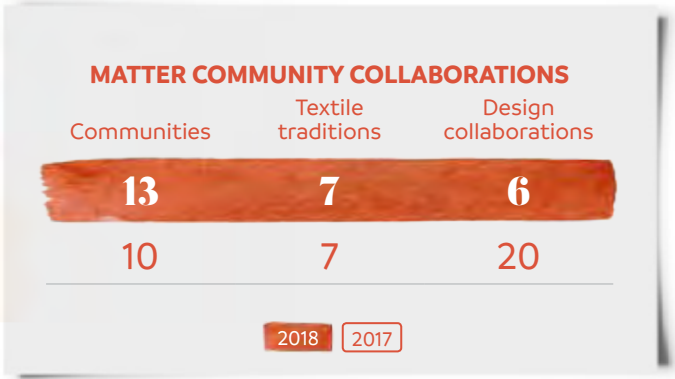 MATTER COMMUNITY COLLABORATIONS
Communities
Textile
traditions
Design
collaborations
13 7 6
10 7 20
2018 2017